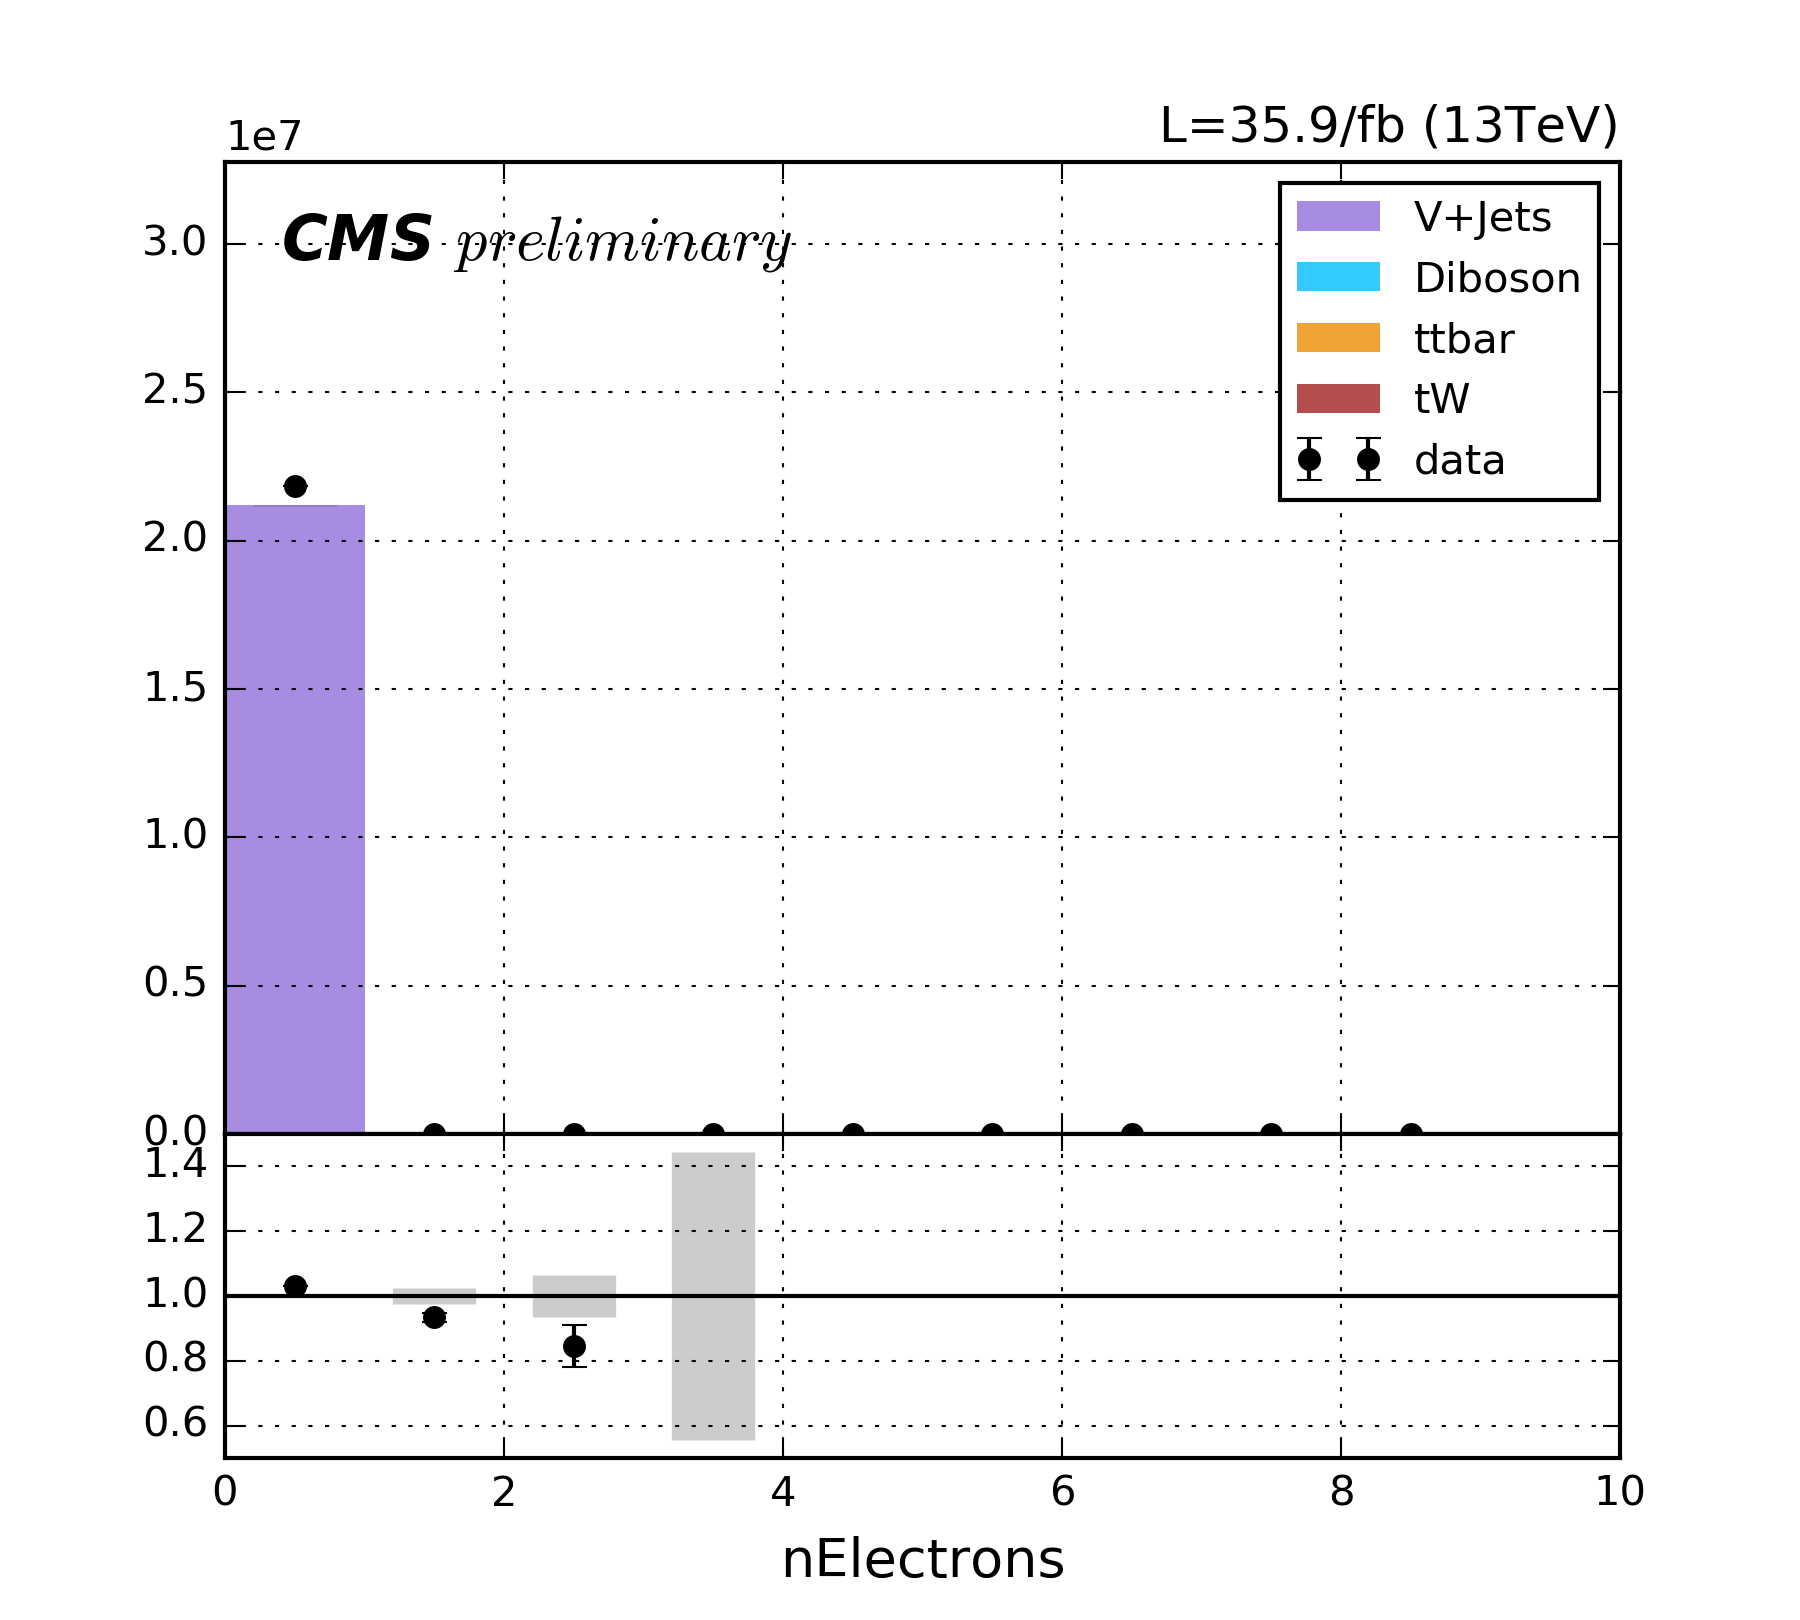 1e7
L=35.9/fb (13TeV)
CMS preliminary
V+Jets
Diboson
ttbar
tW
data
3.0
2.5
2.0
1.5
1.0
0.5
0.0
1.4
1.2
1.0
0.8
0.6
0 2 4 6 8 10
nElectrons